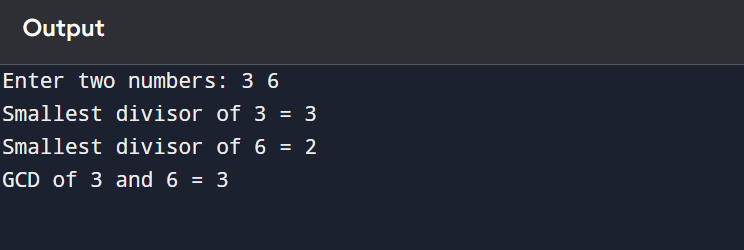 Output
Enter two numbers: 3 6
Smallest divisor of 3 = 3
Smallest divisor of 6 = 2
GCD of 3 and 6 = 3